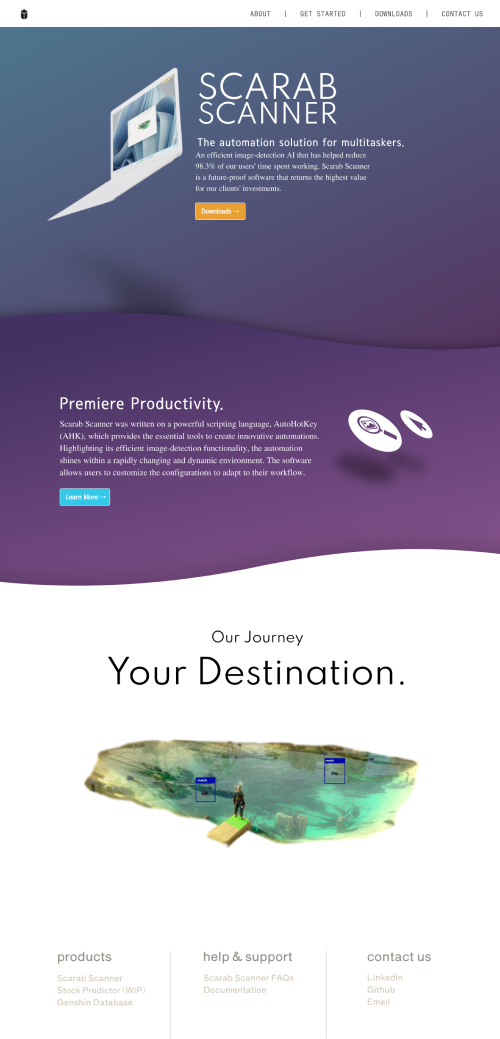 ABOUT | GET STARTED | DOWNLOADS | CONTACT US
SCARAB
SCANNER
The automation solution for multitaskers.
An efficient image-detection AI that has helped reduce
98.3% of our users' time spent working. Scarab Scanner
is a future-proof software that returns the highest value
for our clients' investments.
Downloads →
Premiere Productivity.
Scarab Scanner was written on a powerful scripting language, AutoHotKey
(AHK), which provides the essential tools to create innovative automations.
Highlighting its efficient image-detection functionality, the automation
shines within a rapidly changing and dynamic environment. The software
allows users to customize the configurations to adapt to their workflow.
Learn More →
Our Journey
Your Destination.
match
match
products
Scarab Scanner
Stock Predictor (WIP)
Genshin Database
help & support
Scarab Scanner FAQs
Documentation
contact us
Linkedin
Github
Email